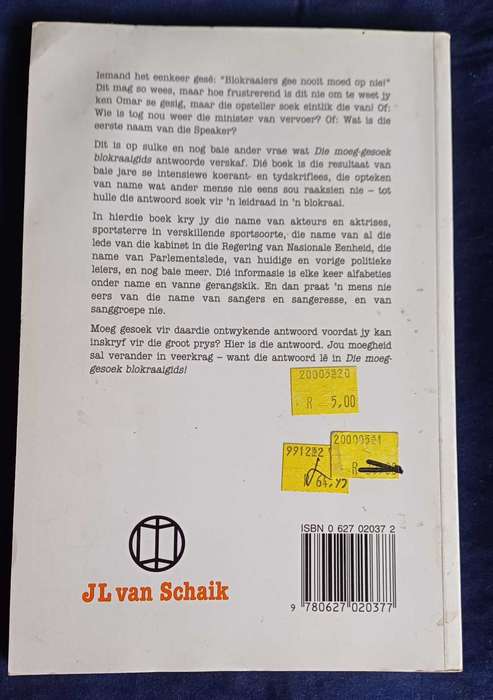 Iemand het eenkeer gesê: "Blokraaiers gee nooit moed op nie!"
Dit mag so wees, maar hoe frustrerend is dit nie om te weet jy
ken Omar se gesig, maar die opsteller soek eintlik die van! Of:
Wie is tog nou weer die minister van vervoer? Of: Wat is die
eerste naam van die Speaker?
Dit is op sulke en nog baie ander vrae wat Die moeg-gesoek
blokraaigids antwoorde verskaf. Dié boek is die resultaat van
baie jare se intensiewe koerant- en tydskriflees, die opteken
van name wat ander mense nie eens sou raaksien nie – tot
hulle die antwoord soek vir 'n leidraad in 'n blokraai.
In hierdie boek kry jy die name van akteurs en aktrises,
sportsterre in verskillende sportsoorte, die name van al die
lede van die kabinet in die Regering van Nasionale Eenheid, die
name van Parlementslede, van huidige en vorige politieke
leiers, en nog baie meer. Dié informasie is elke keer alfabeties
onder name en vanne gerangskik. En dan praat 'n mens nie
eers van die name van sangers en sangeresse, en van
sanggroepe nie.
Moeg gesoek vir daardie ontwykende antwoord voordat jy kan
inskryf vir die groot prys? Hier is die antwoord. Jou moegheid
sal verander in veerkrag – want die antwoord lê in Die moeg-
gesoek blokraaigids!
R 5,00
JL van Schaik
ISBN 0 627 02037 2
9 780627 020377